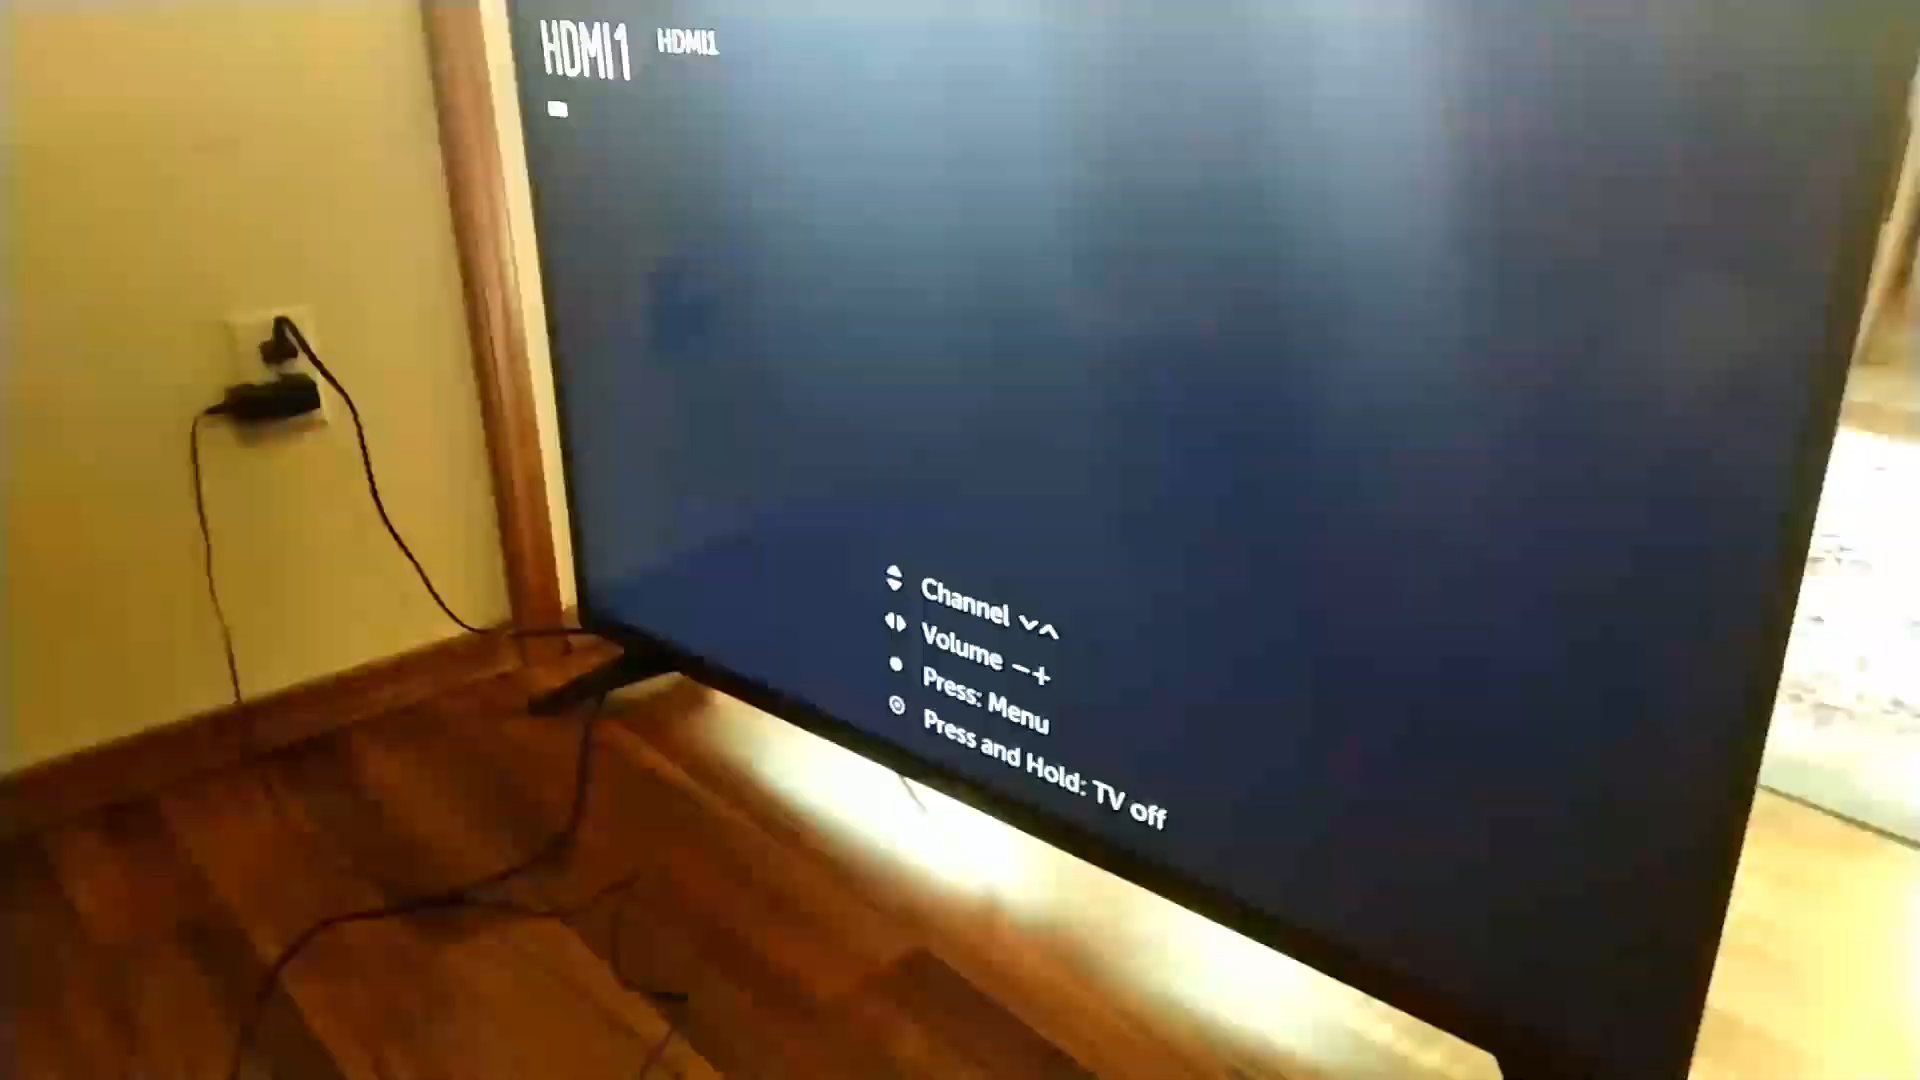 HDMI1 HDMI1
Channel
Volume −+
Press: Menu
Press and Hold: TV off